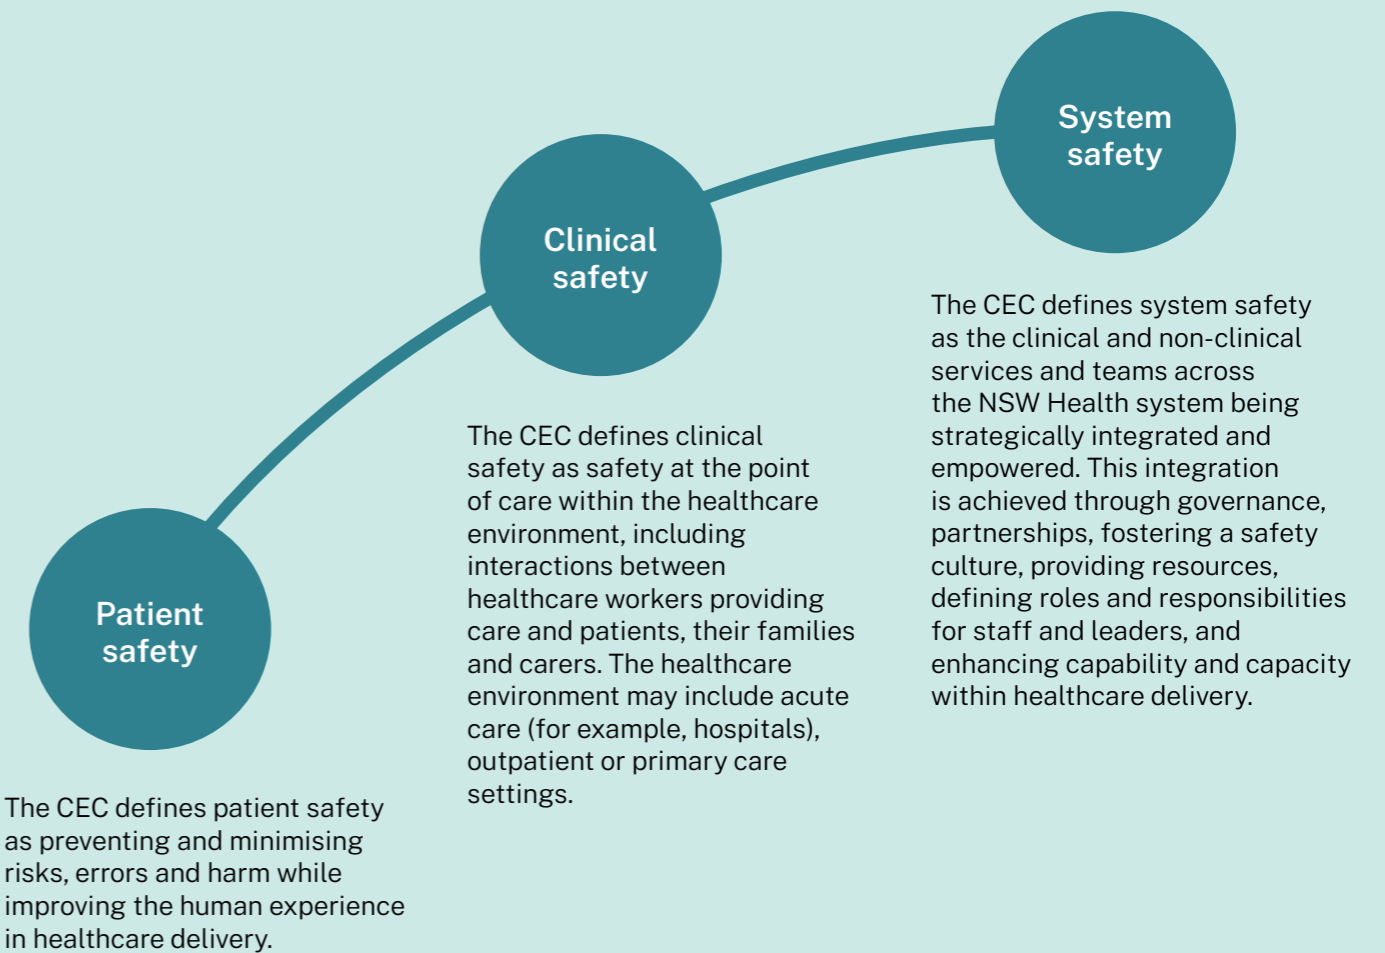 Patient
safety
The CEC defines patient safety
as preventing and minimising
risks, errors and harm while
improving the human experience
in healthcare delivery.
Clinical
safety
The CEC defines clinical
safety as safety at the point
of care within the healthcare
environment, including
interactions between
healthcare workers providing
care and patients, their families
and carers. The healthcare
environment may include acute
care (for example, hospitals),
outpatient or primary care
settings.
System
safety
The CEC defines system safety
as the clinical and non-clinical
services and teams across
the NSW Health system being
strategically integrated and
empowered. This integration
is achieved through governance,
partnerships, fostering a safety
culture, providing resources,
defining roles and responsibilities
for staff and leaders, and
enhancing capability and capacity
within healthcare delivery.